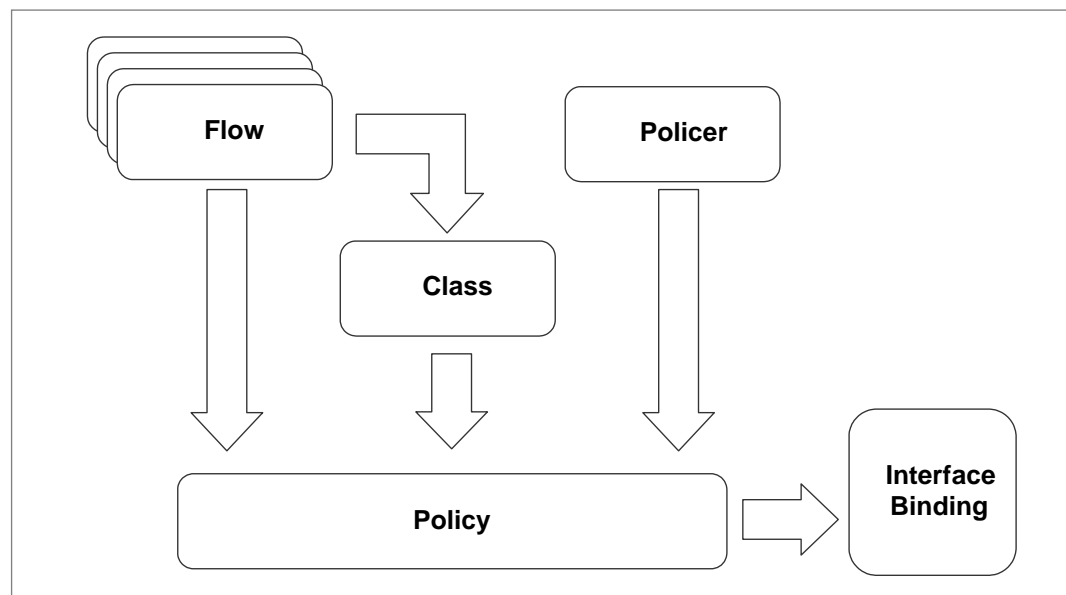 Flow
Policer
Class
Policy
Interface
Binding